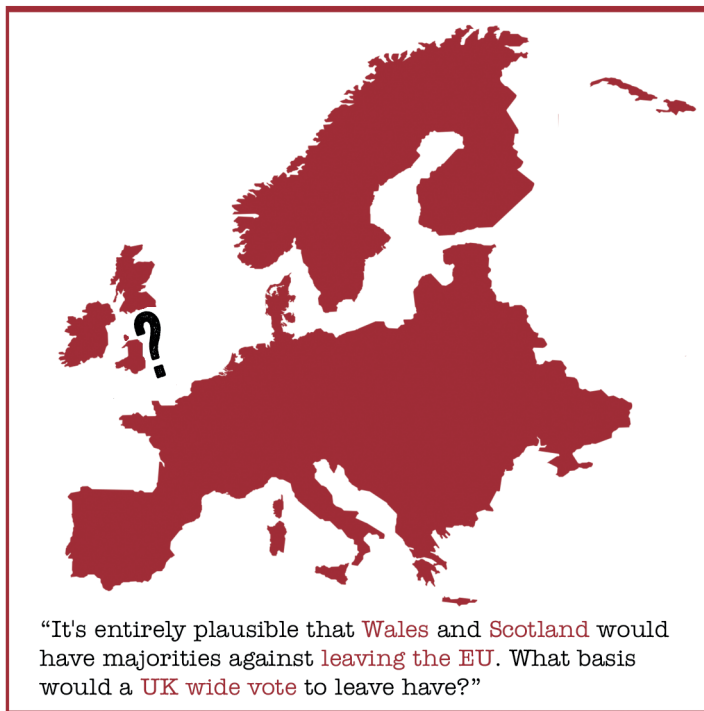 ?
“It's entirely plausible that Wales and Scotland would
have majorities against leaving the EU. What basis
would a UK wide vote to leave have?”